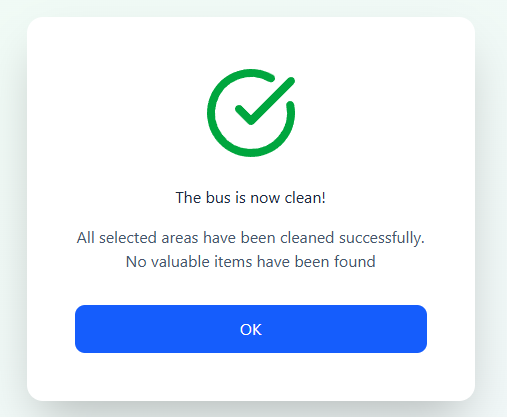 The bus is now clean!
All selected areas have been cleaned successfully.
No valuable items have been found
OK